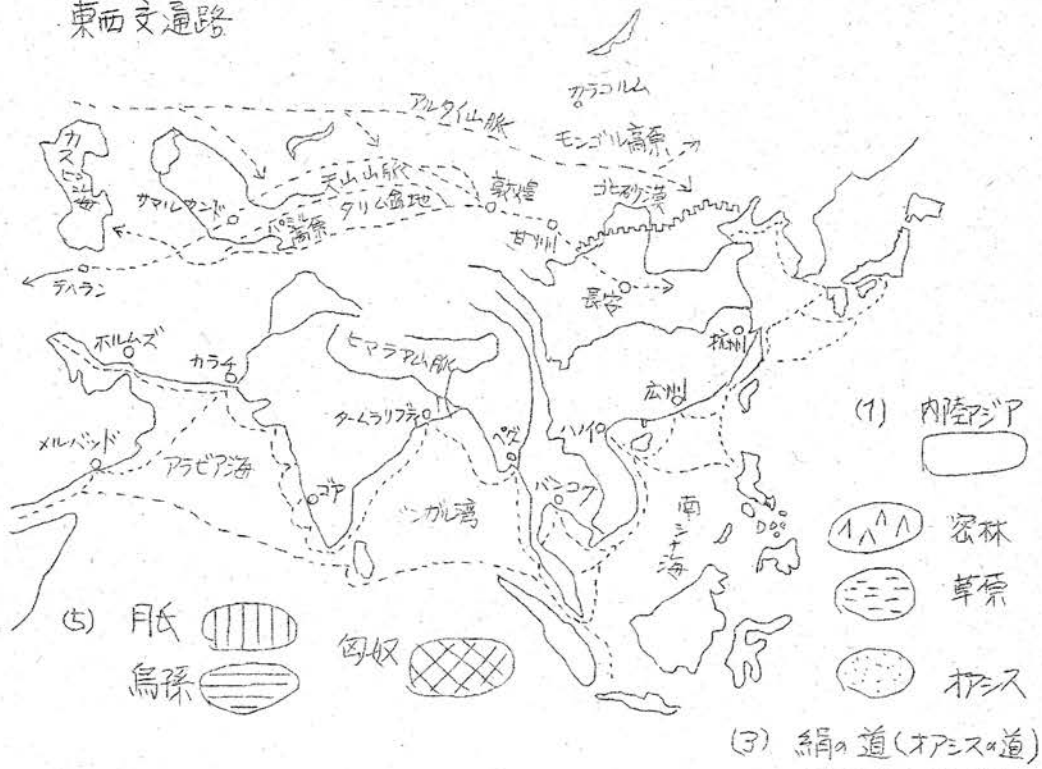 東西交通路
カラコルム
アルタイ山脈
モンゴル高原
カスピ海
天山山脈
敦煌
ゴビ砂漠
サマルカンド
タリム盆地
パミル高原
甘州
テヘラン
長安
ホルムズ
ヒマラヤ山脈
杭州
カラチ
広州
タームラリプティ
ハノイ
(1) 内陸アジア
メルバッド
ペグー
アラビア海
バンコク
ゴア
ベンガル湾
南シナ海
密林
草原
(5) 月氏
匈奴
烏孫
オアシス
(3) 絹の道(オアシスの道)